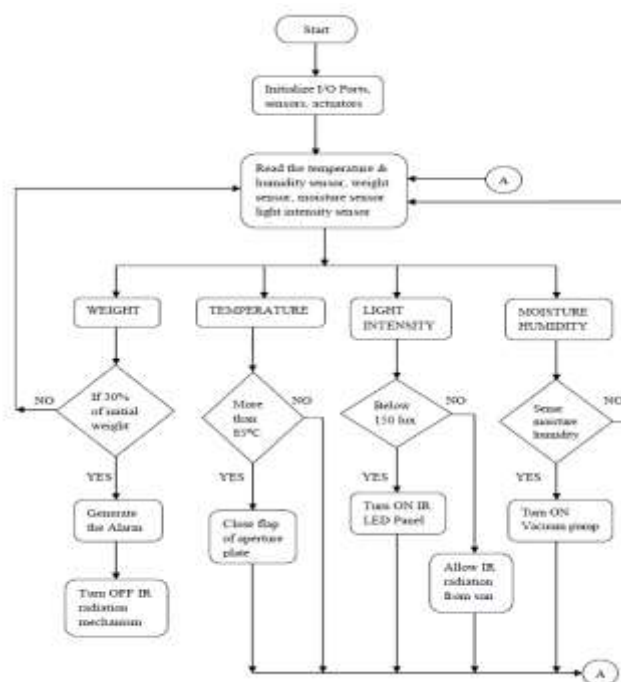 Start
Initialize I/O Ports,
sensors, actuators
Read the temperature &
humidity sensor, weight
sensor, moisture sensor
light intensity sensor
A
WEIGHT
TEMPERATURE
LIGHT
INTENSITY
MOISTURE
HUMIDITY
NO
If 30%
of initial
weight
More
than
65°C
NO
Below
150 lux
NO
Sense
moisture
humidity
NO
YES
YES
YES
YES
Generate
the Alarm
Close flap
of aperture
plate
Turn ON IR
LED Panel
Turn ON
Vacuum pump
Turn OFF IR
radiation
mechanism
Allow IR
radiation
from sun
A